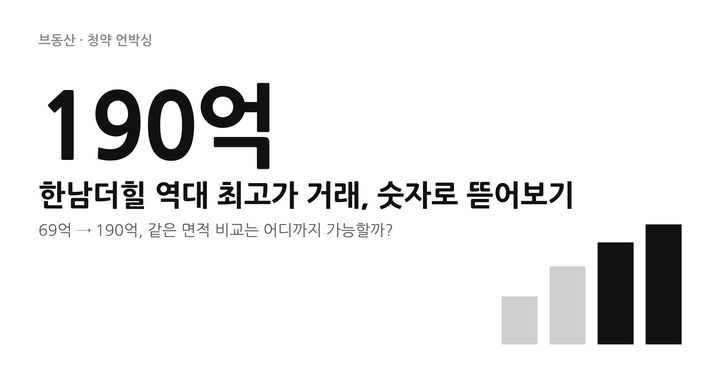 브동산 · 청약 언박싱
190억
한남더힐 역대 최고가 거래, 숫자로 뜯어보기
69억 → 190억, 같은 면적 비교는 어디까지 가능할까?